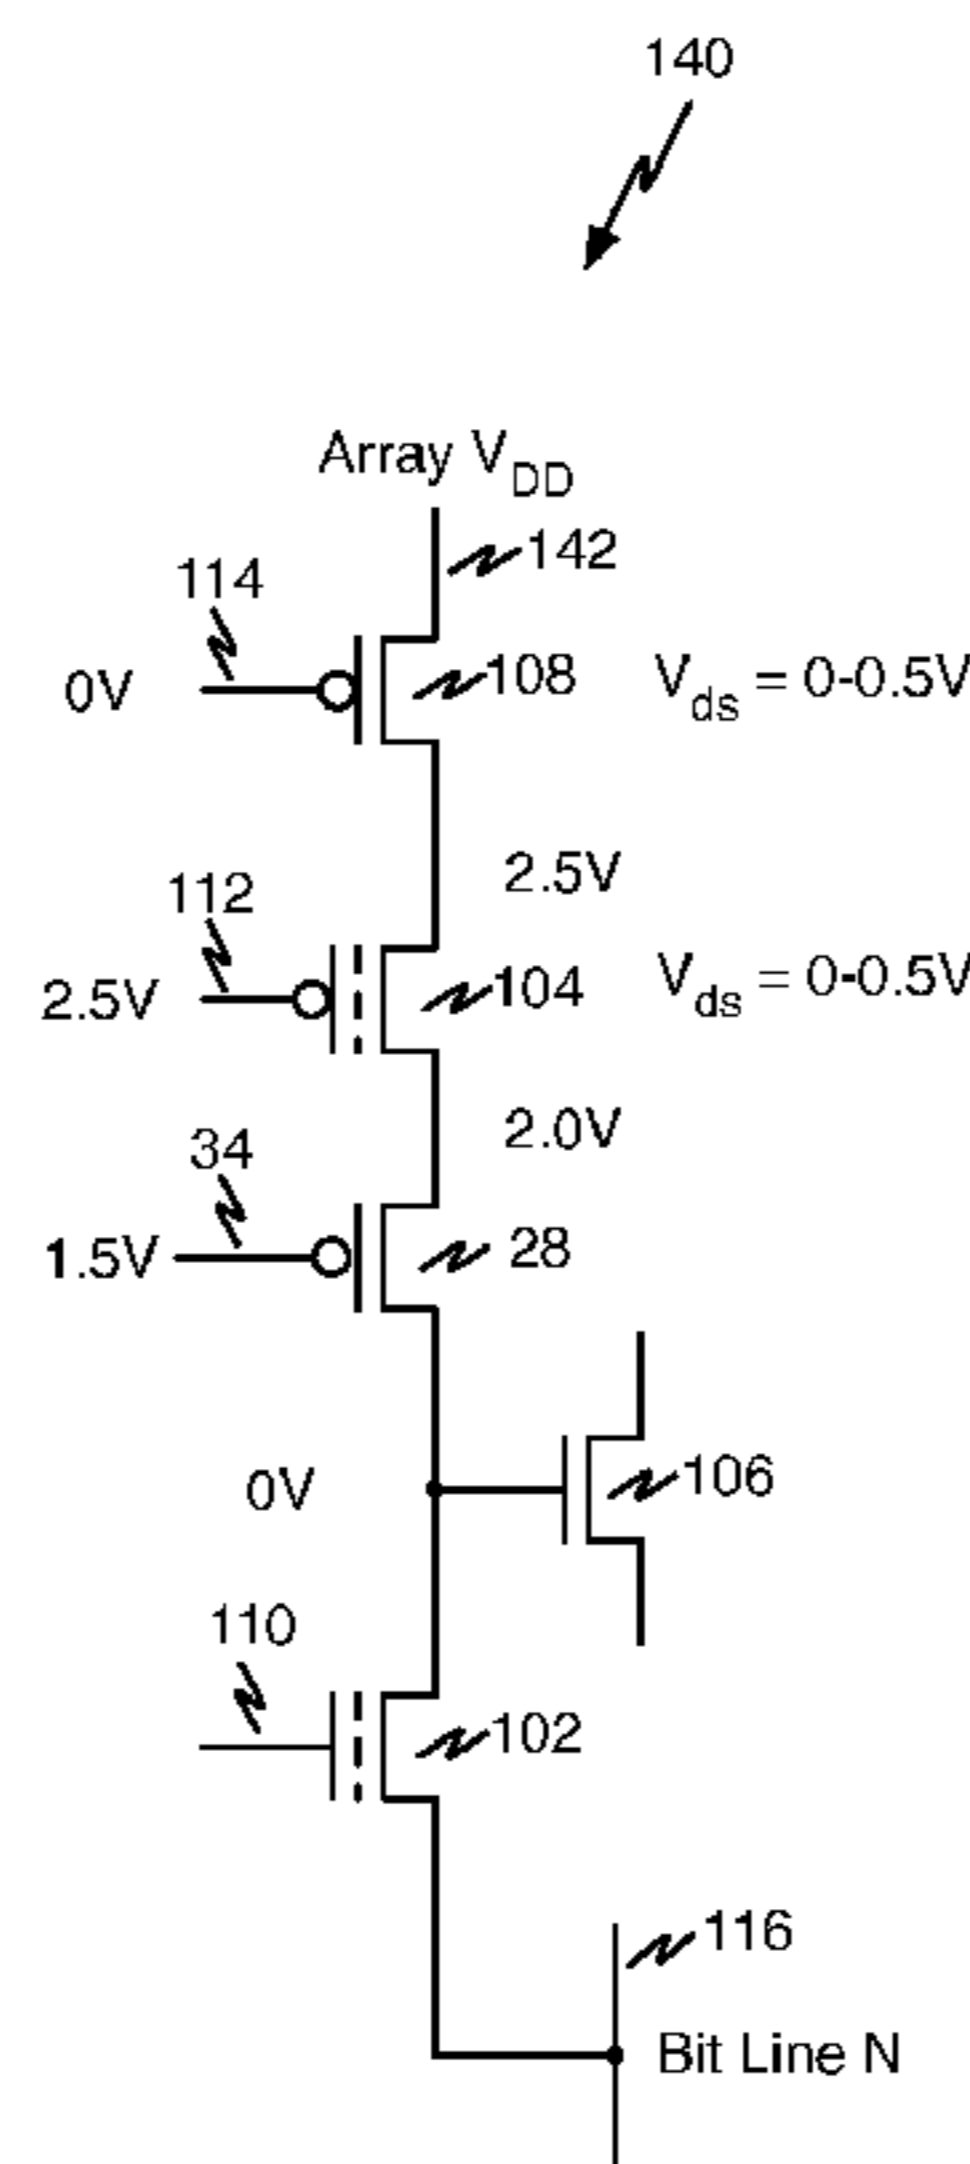 140
Array VDD
142
114
0V
108
Vds = 0-0.5V
2.5V
112
2.5V
104
Vds = 0-0.5V
2.0V
34
1.5V
28
106
0V
110
102
116
Bit Line N